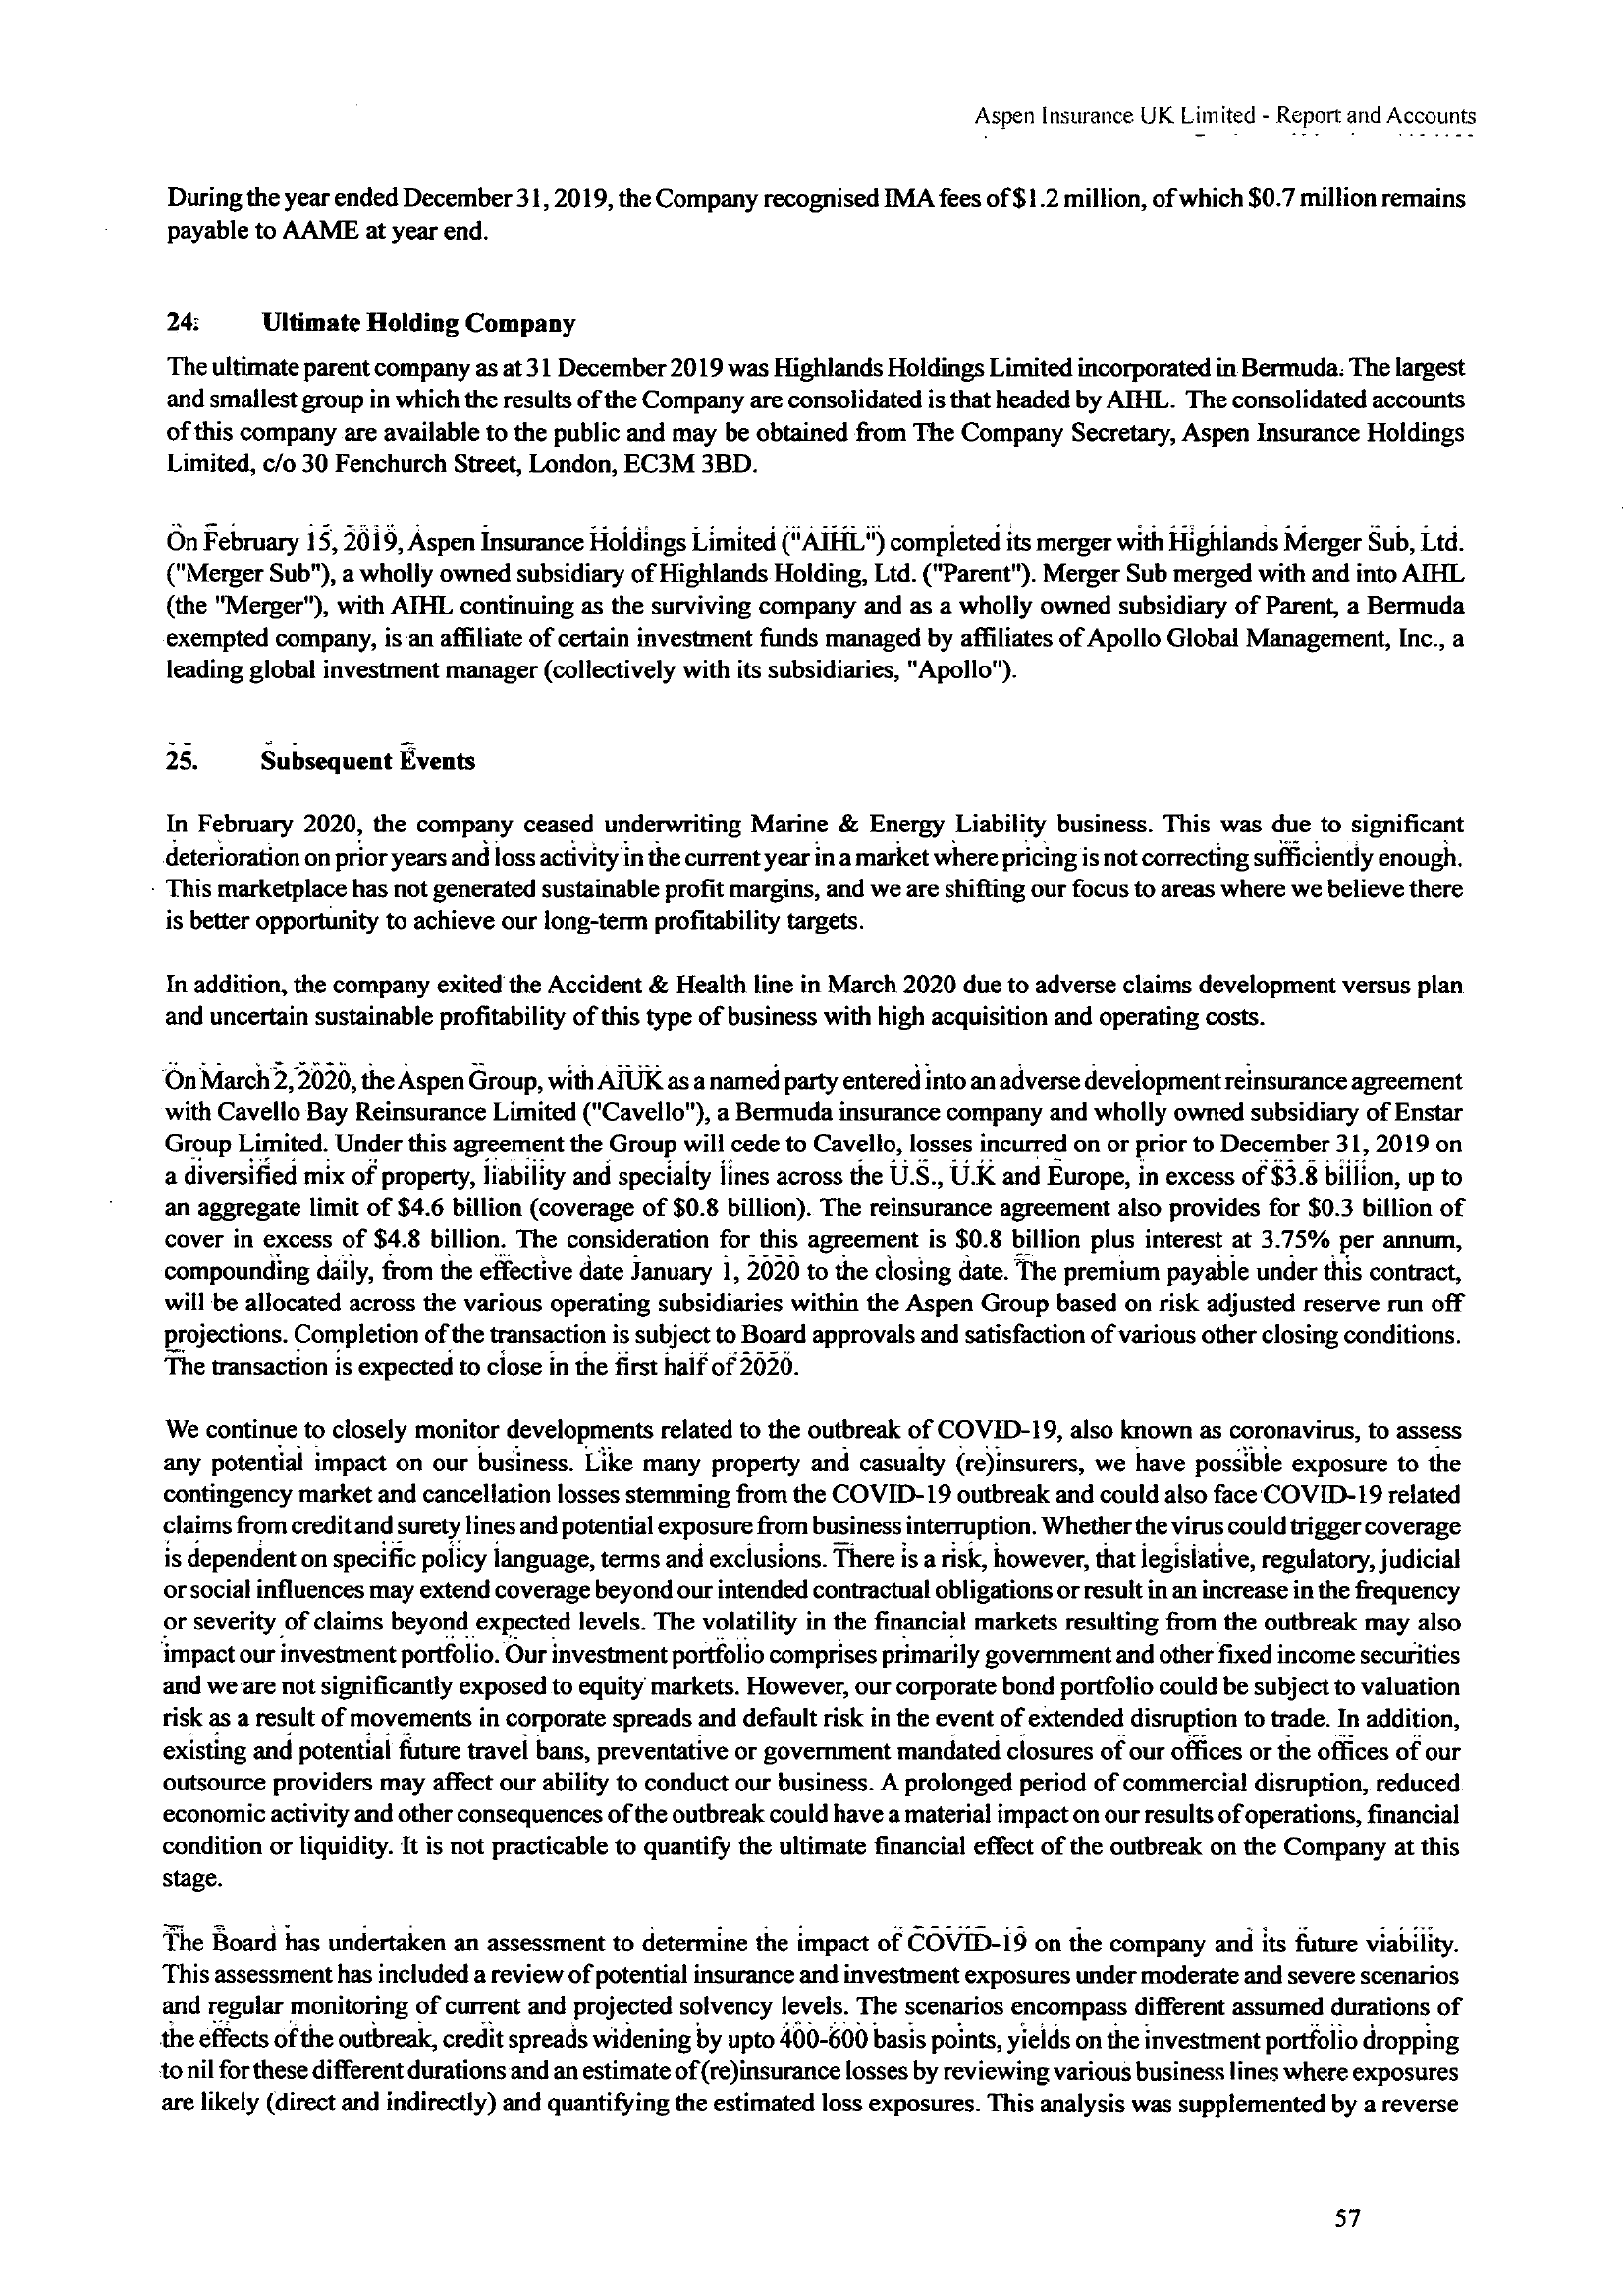 Aspen Insurance UK Limited - Report and Accounts
During the year ended December 31, 2019, the Company recognised IMA fees of $1.2 million, of which $0.7 million remains
payable to AAME at year end.
24. Ultimate Holding Company
The ultimate parent company as at 31 December 2019 was Highlands Holdings Limited incorporated in Bermuda. The largest
and smallest group in which the results of the Company are consolidated is that headed by AIHL. The consolidated accounts
of this company are available to the public and may be obtained from The Company Secretary, Aspen Insurance Holdings
Limited, c/o 30 Fenchurch Street, London, EC3M 3BD.
On February 15, 2019, Aspen Insurance Holdings Limited ("AIHL") completed its merger with Highlands Merger Sub, Ltd.
("Merger Sub"), a wholly owned subsidiary of Highlands Holding, Ltd. ("Parent"). Merger Sub merged with and into AIHL
(the "Merger"), with AIHL continuing as the surviving company and as a wholly owned subsidiary of Parent, a Bermuda
exempted company, is an affiliate of certain investment funds managed by affiliates of Apollo Global Management, Inc., a
leading global investment manager (collectively with its subsidiaries, "Apollo").
25. Subsequent Events
In February 2020, the company ceased underwriting Marine & Energy Liability business. This was due to significant
deterioration on prior years and loss activity in the current year in a market where pricing is not correcting sufficiently enough.
This marketplace has not generated sustainable profit margins, and we are shifting our focus to areas where we believe there
is better opportunity to achieve our long-term profitability targets.
In addition, the company exited the Accident & Health line in March 2020 due to adverse claims development versus plan
and uncertain sustainable profitability of this type of business with high acquisition and operating costs.
On March 2, 2020, the Aspen Group, with AIUK as a named party entered into an adverse development reinsurance agreement
with Cavello Bay Reinsurance Limited ("Cavello"), a Bermuda insurance company and wholly owned subsidiary of Enstar
Group Limited. Under this agreement the Group will cede to Cavello, losses incurred on or prior to December 31, 2019 on
a diversified mix of property, liability and specialty lines across the U.S., U.K and Europe, in excess of $3.8 billion, up to
an aggregate limit of $4.6 billion (coverage of $0.8 billion). The reinsurance agreement also provides for $0.3 billion of
cover in excess of $4.8 billion. The consideration for this agreement is $0.8 billion plus interest at 3.75% per annum,
compounding daily, from the effective date January 1, 2020 to the closing date. The premium payable under this contract,
will be allocated across the various operating subsidiaries within the Aspen Group based on risk adjusted reserve run off
projections. Completion of the transaction is subject to Board approvals and satisfaction of various other closing conditions.
The transaction is expected to close in the first half of 2020.
We continue to closely monitor developments related to the outbreak of COVID-19, also known as coronavirus, to assess
any potential impact on our business. Like many property and casualty (re)insurers, we have possible exposure to the
contingency market and cancellation losses stemming from the COVID-19 outbreak and could also face COVID-19 related
claims from credit and surety lines and potential exposure from business interruption. Whether the virus could trigger coverage
is dependent on specific policy language, terms and exclusions. There is a risk, however, that legislative, regulatory, judicial
or social influences may extend coverage beyond our intended contractual obligations or result in an increase in the frequency
or severity of claims beyond expected levels. The volatility in the financial markets resulting from the outbreak may also
impact our investment portfolio. Our investment portfolio comprises primarily government and other fixed income securities
and we are not significantly exposed to equity markets. However, our corporate bond portfolio could be subject to valuation
risk as a result of movements in corporate spreads and default risk in the event of extended disruption to trade. In addition,
existing and potential future travel bans, preventative or government mandated closures of our offices or the offices of our
outsource providers may affect our ability to conduct our business. A prolonged period of commercial disruption, reduced
economic activity and other consequences of the outbreak could have a material impact on our results of operations, financial
condition or liquidity. It is not practicable to quantify the ultimate financial effect of the outbreak on the Company at this
stage.
The Board has undertaken an assessment to determine the impact of COVID-19 on the company and its future viability.
This assessment has included a review of potential insurance and investment exposures under moderate and severe scenarios
and regular monitoring of current and projected solvency levels. The scenarios encompass different assumed durations of
the effects of the outbreak, credit spreads widening by upto 400-600 basis points, yields on the investment portfolio dropping
to nil for these different durations and an estimate of (re)insurance losses by reviewing various business lines where exposures
are likely (direct and indirectly) and quantifying the estimated loss exposures. This analysis was supplemented by a reverse
57